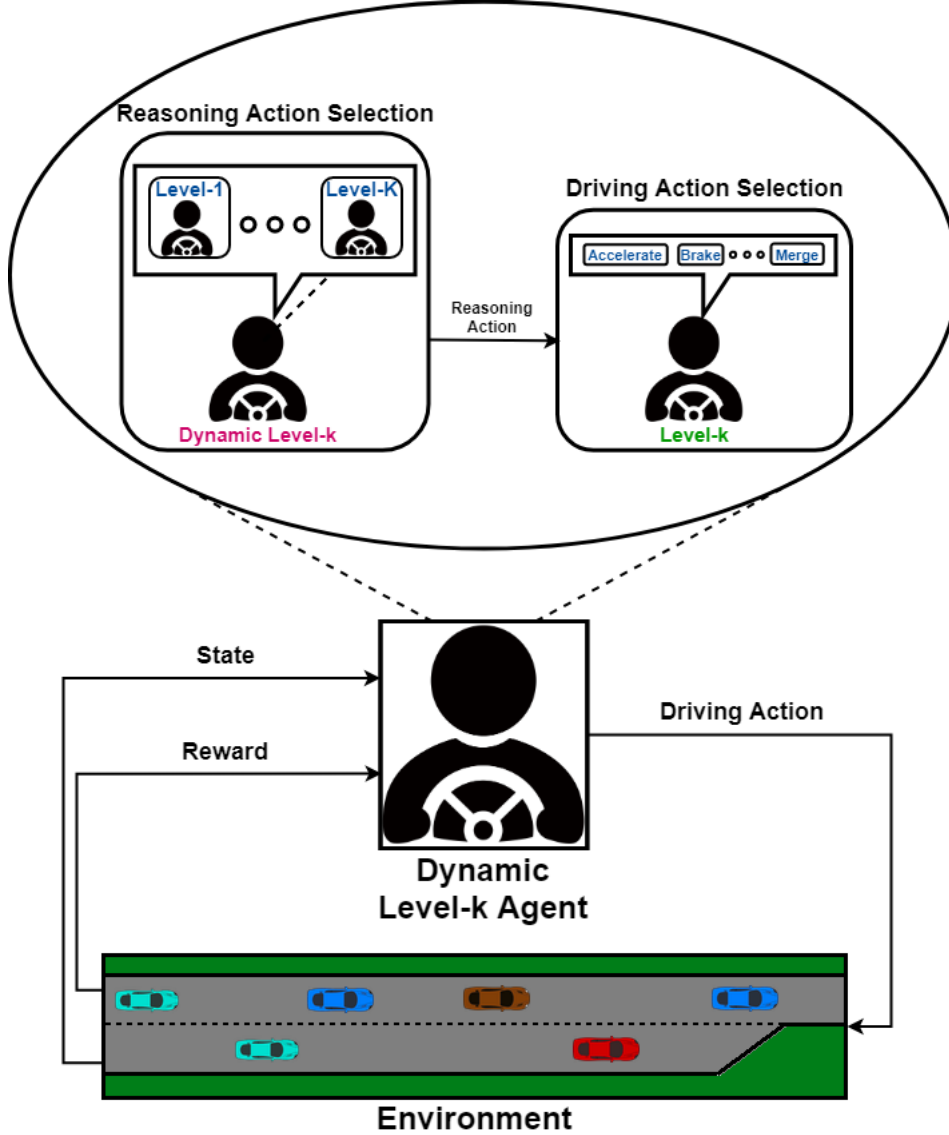 Reasoning Action Selection
Level-1
Level-K
Dynamic Level-k
Reasoning
Action
Driving Action Selection
Accelerate
Brake
Merge
Level-k
State
Reward
Driving Action
Dynamic
Level-k Agent
Environment